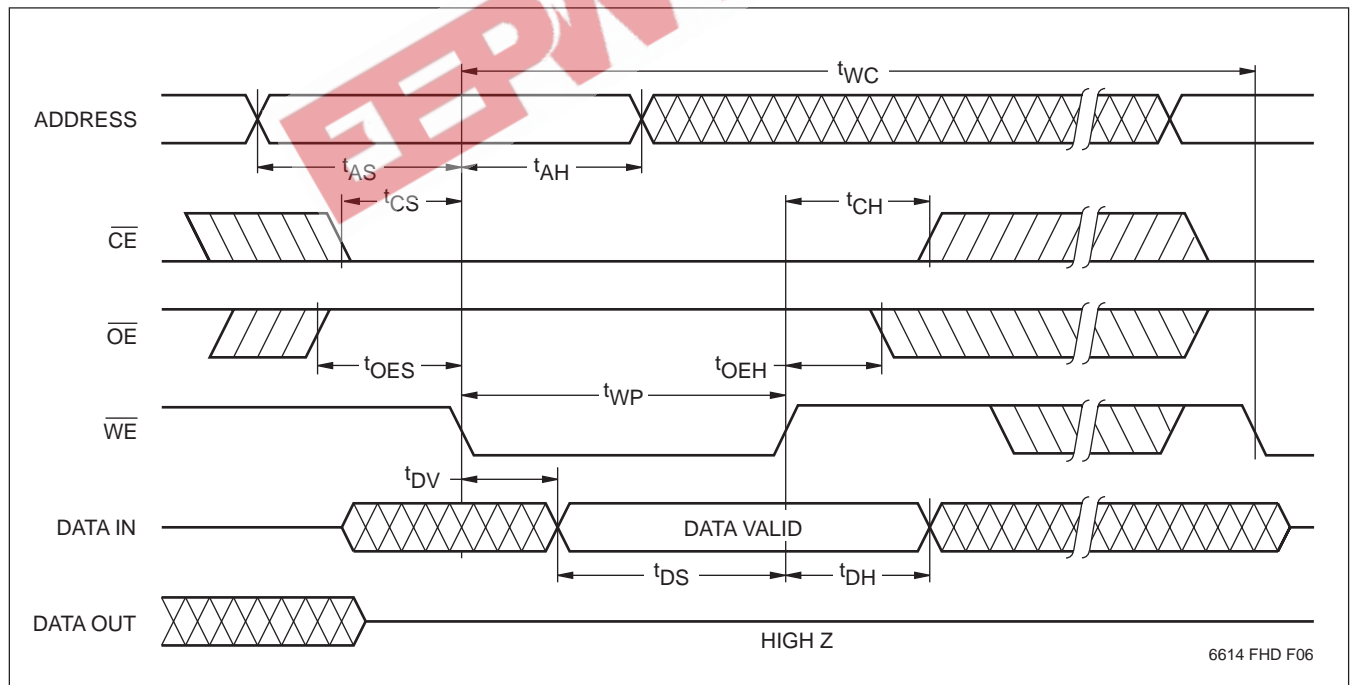 EEPW
tWC
ADDRESS
tAS
tAH
tCS
tCH
CE
OE
tOES
tOEH
tWP
WE
tDV
DATA IN
DATA VALID
tDS
tDH
DATA OUT
HIGH Z
6614 FHD F06